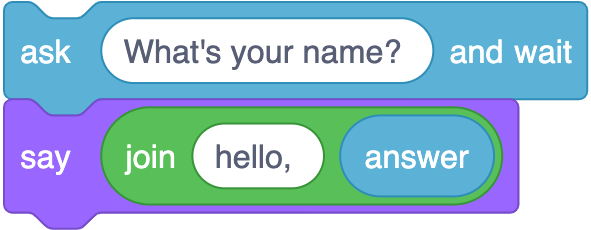 ask What's your name? and wait
say join hello, answer